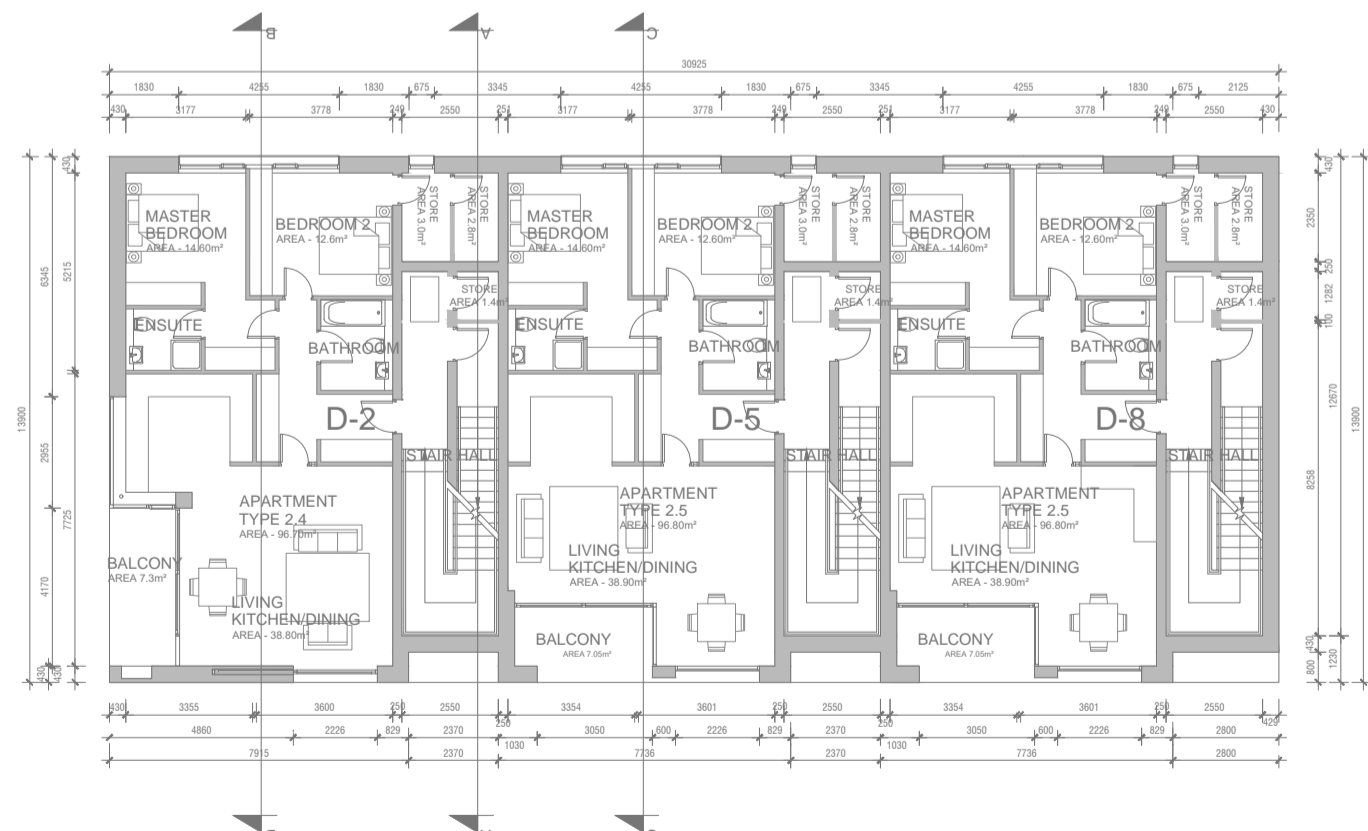 B
A
C
30925
1830
4255
1830
675
3345
4255
1830
675
3345
4255
1830
675
2125
430
3177
3778
249
2550
251
3177
3778
249
2550
251
3177
3778
249
2550
430
MASTER
BEDROOM
AREA - 14.60m²
BEDROOM 2
AREA - 12.6m²
STORE
AREA 3.0m²
STORE
AREA 2.8m²
MASTER
BEDROOM
AREA - 14.60m²
BEDROOM 2
AREA - 12.60m²
STORE
AREA 3.0m²
STORE
AREA 2.8m²
MASTER
BEDROOM
AREA - 14.60m²
BEDROOM 2
AREA - 12.60m²
STORE
AREA 3.0m²
STORE
AREA 2.8m²
STORE
AREA 1.4m²
STORE
AREA 1.4m²
STORE
AREA 1.4m²
ENSUITE
BATHROOM
ENSUITE
BATHROOM
ENSUITE
BATHROOM
D-2
D-5
D-8
STAIR HALL
STAIR HALL
STAIR HALL
APARTMENT
TYPE 2.4
AREA - 96.70m²
APARTMENT
TYPE 2.5
AREA - 96.80m²
APARTMENT
TYPE 2.5
AREA - 96.80m²
BALCONY
AREA 7.3m²
LIVING
KITCHEN/DINING
AREA - 38.80m²
LIVING
KITCHEN/DINING
AREA - 38.90m²
LIVING
KITCHEN/DINING
AREA - 38.90m²
BALCONY
AREA 7.05m²
BALCONY
AREA 7.05m²
13900
6345
2955
4170
430
430
5215
7725
430
430
2350
250
1282
100
8258
430
800
12670
1230
13900
430
3355
3600
250
2550
250
3354
3601
250
2550
250
3354
3601
250
2550
429
4860
2226
829
2370
1030
3050
600
2226
829
2370
1030
3050
600
2226
829
2800
7915
2370
7736
2370
7736
2800